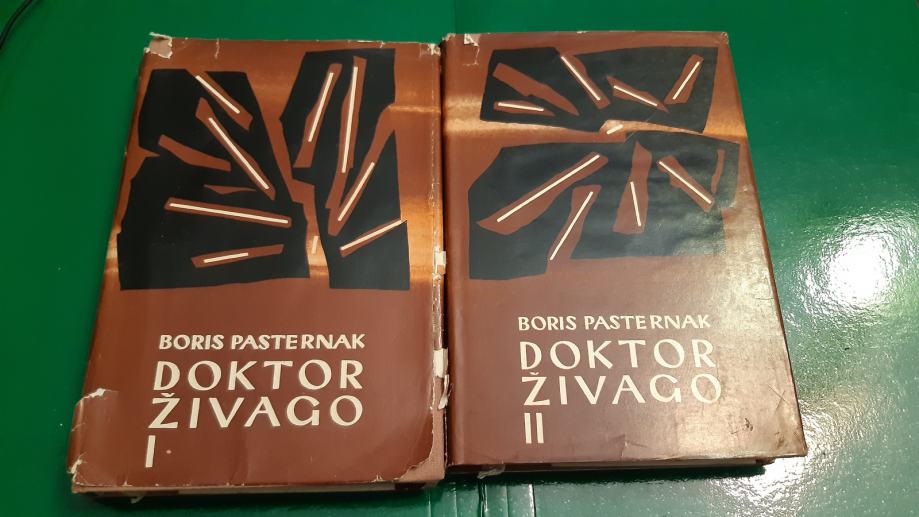 BORIS PASTERNAK
DOKTOR
ŽIVAGO
I
BORIS PASTERNAK
DOKTOR
ŽIVAGO
II